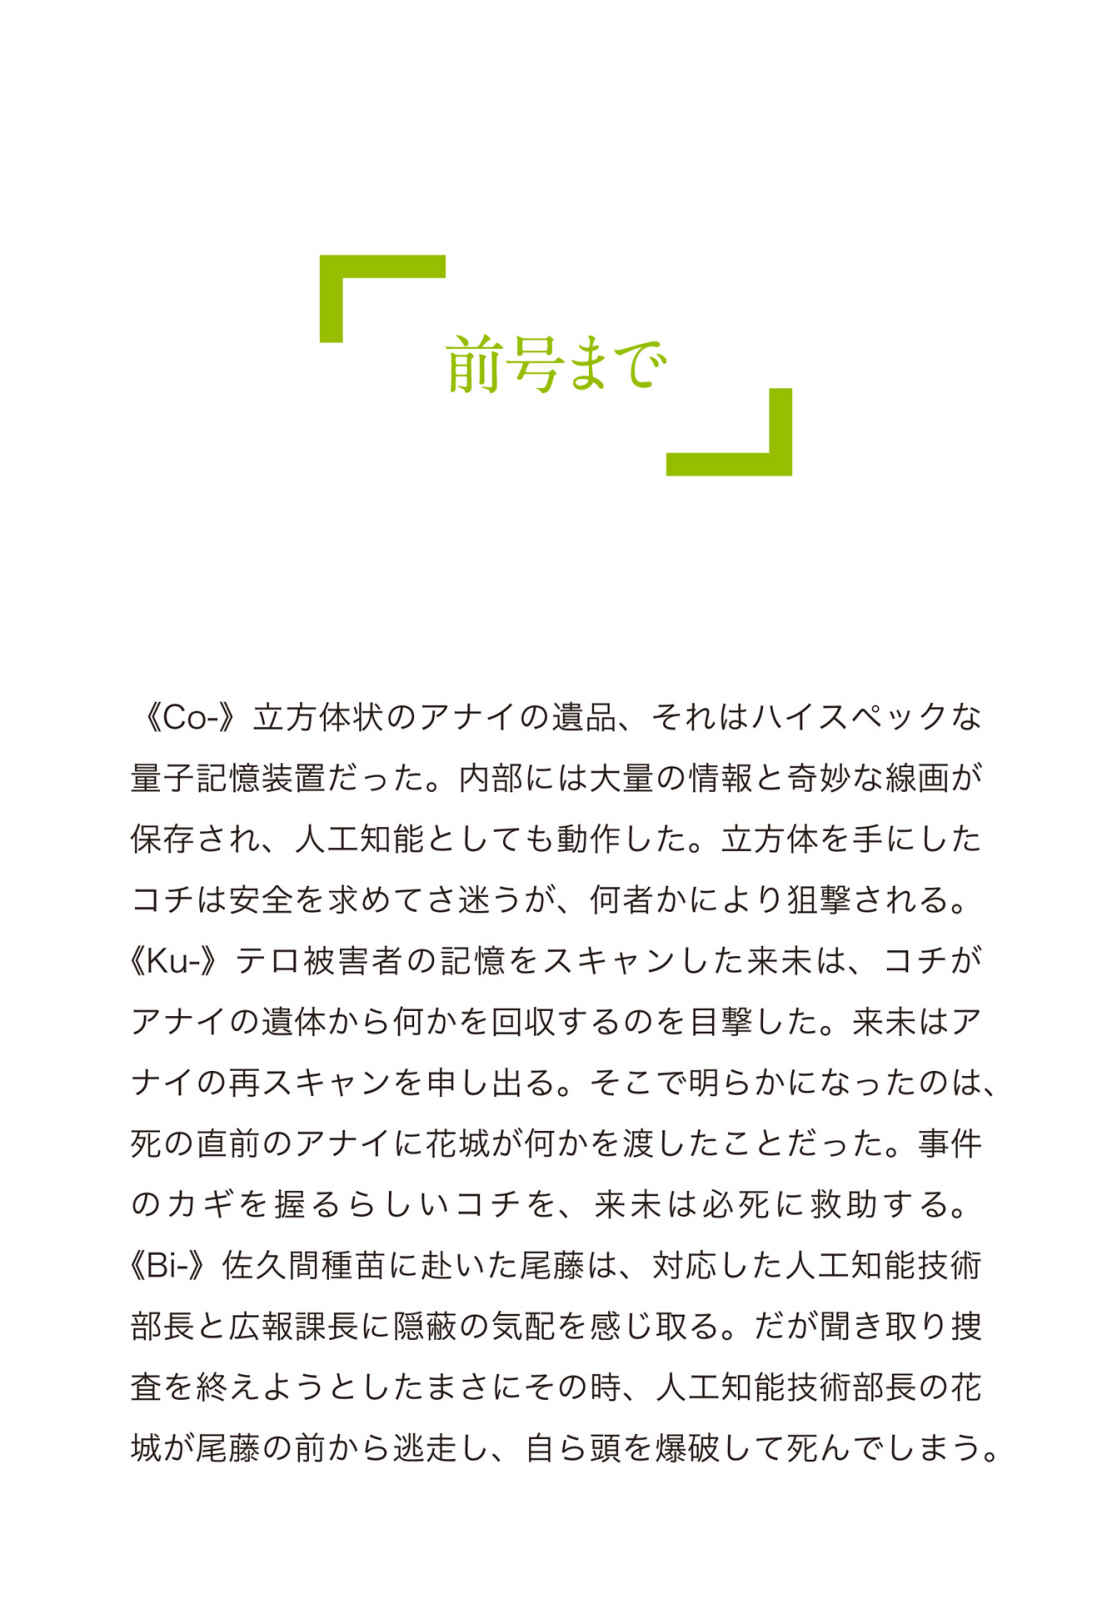 前号まで
《Co-》立方体状のアナイの遺品、それはハイスペックな
量子記憶装置だった。内部には大量の情報と奇妙な線画が
保存され、人工知能としても動作した。立方体を手にした
コチは安全を求めてさ迷うが、何者かにより狙撃される。
《Ku-》テロ被害者の記憶をスキャンした来未は、コチが
アナイの遺体から何かを回収するのを目撃した。来未はア
ナイの再スキャンを申し出る。そこで明らかになったのは、
死の直前のアナイに花城が何かを渡したことだった。事件
のカギを握るらしいコチを、来未は必死に救助する。
《Bi-》佐久間種苗に赴いた尾藤は、対応した人工知能技術
部長と広報課長に隠蔽の気配を感じ取る。だが聞き取り捜
査を終えようとしたまさにその時、人工知能技術部長の花
城が尾藤の前から逃走し、自ら頭を爆破して死んでしまう。